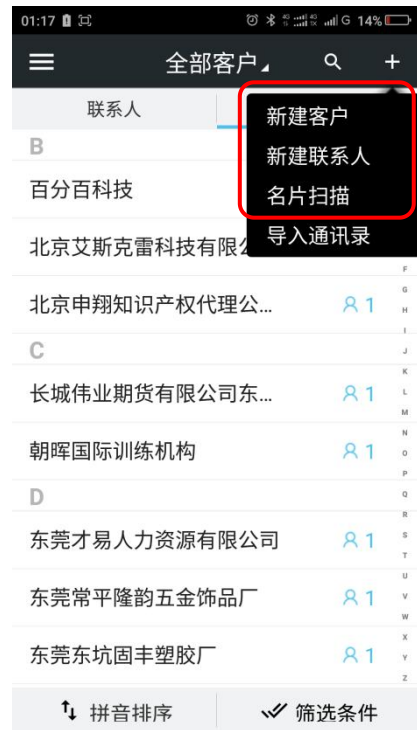 01:17 G 14%
全部客户
联系人
新建客户
新建联系人
名片扫描
导入通讯录
B
百分百科技
北京艾斯克雷科技有限
北京申翔知识产权代理公... 1
C
长城伟业期货有限公司东... 1
朝晖国际训练机构 1
D
东莞才易人力资源有限公司 1
东莞常平隆韵五金饰品厂 1
东莞东坑固丰塑胶厂 1
F
G
H
I
J
K
L
M
N
O
P
Q
R
S
T
U
V
W
X
Y
Z
拼音排序 筛选条件